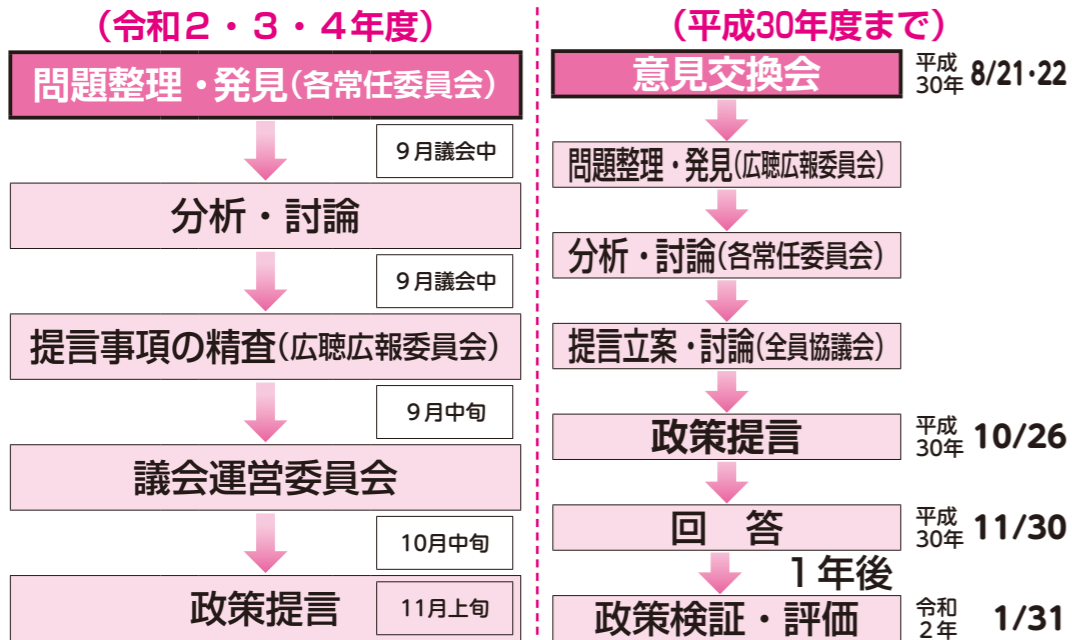 (令和2・3・4年度)
問題整理・発見(各常任委員会)
9月議会中
分析・討論
9月議会中
提言事項の精査(広聴広報委員会)
9月中旬
議会運営委員会
10月中旬
政策提言
11月上旬
(平成30年度まで)
意見交換会
平成30年 8/21・22
問題整理・発見(広聴広報委員会)
分析・討論(各常任委員会)
提言立案・討論(全員協議会)
政策提言
平成30年 10/26
回 答
平成30年 11/30
1年後
政策検証・評価
令和2年 1/31